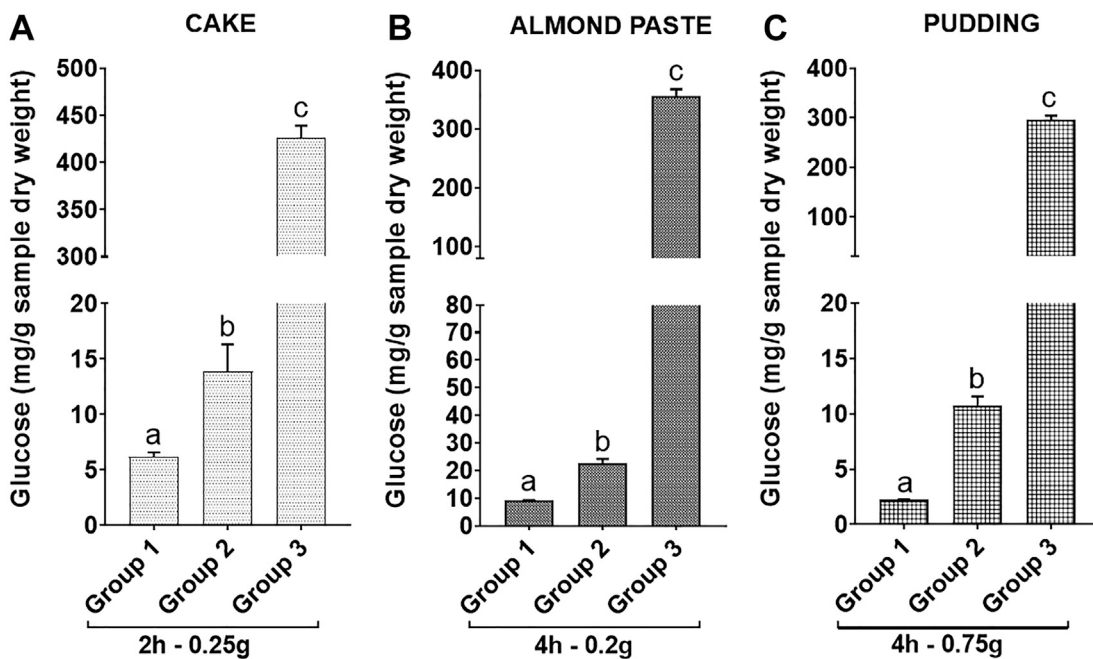 A
CAKE
Glucose (mg/g sample dry weight)
500
450
400
350
300
20
15
10
5
0
a
b
c
Group 1
Group 2
Group 3
2h - 0.25g
B
ALMOND PASTE
Glucose (mg/g sample dry weight)
400
300
200
100
80
70
60
50
40
30
20
10
0
a
b
c
Group 1
Group 2
Group 3
4h - 0.2g
C
PUDDING
Glucose (mg/g sample dry weight)
400
300
200
100
20
15
10
5
0
a
b
c
Group 1
Group 2
Group 3
4h - 0.75g